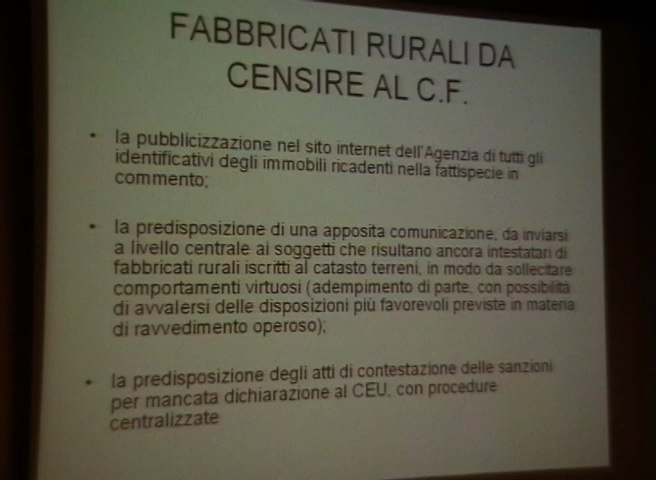 FABBRICATI RURALI DA
CENSIRE AL C.F.
• la pubblicizzazione nel sito internet dell'Agenzia di tutti gli
identificativi degli immobili ricadenti nella fattispecie in
commento;
• la predisposizione di una apposita comunicazione, da inviarsi
a livello centrale ai soggetti che risultano ancora intestatari di
fabbricati rurali iscritti al catasto terreni, in modo da sollecitare
comportamenti virtuosi (adempimento di parte, con possibilità
di avvalersi delle disposizioni più favorevoli previste in materia
di ravvedimento operoso);
• la predisposizione degli atti di contestazione delle sanzioni
per mancata dichiarazione al CEU, con procedure
centralizzate